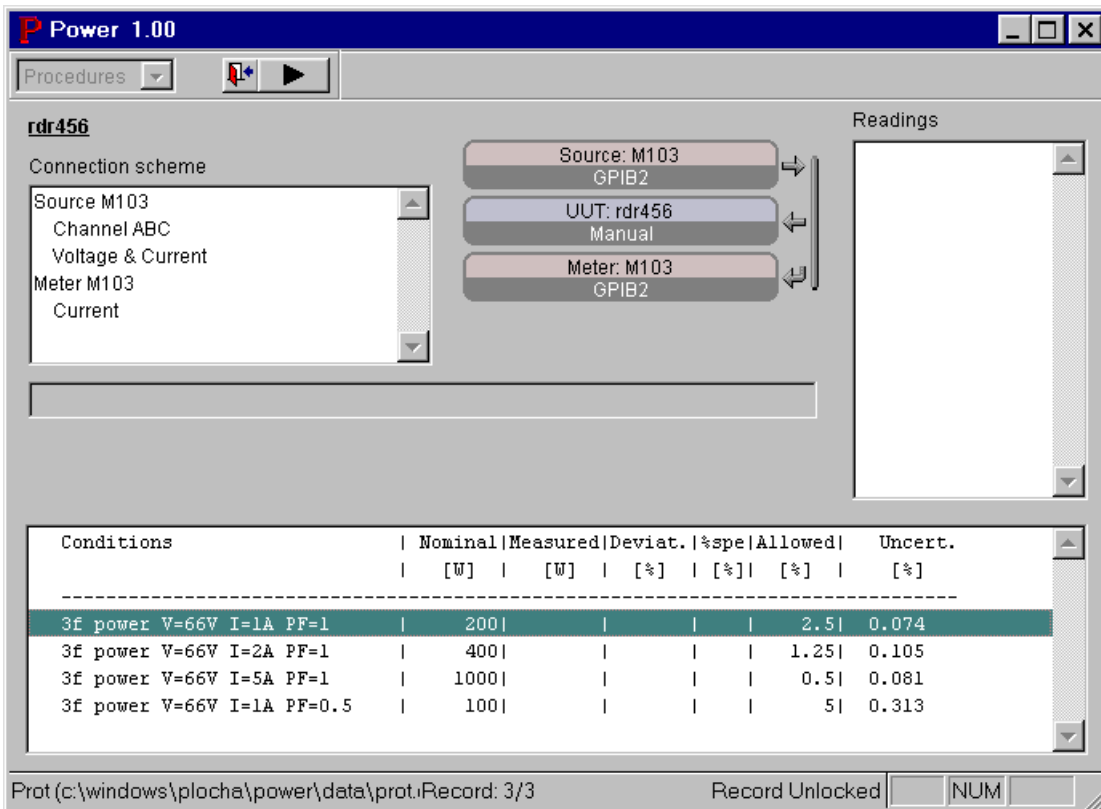 Power 1.00
Procedures
rdr456
Connection scheme
Source M103
Channel ABC
Voltage & Current
Meter M103
Current
Source: M103
GPIB2
UUT: rdr456
Manual
Meter: M103
GPIB2
Readings
Conditions | Nominal|Measured|Deviat.|%spe|Allowed| Uncert.
| [W] | [W] | [%] | [%]| [%] | [%]
--------------------------------------------------------------------------------
3f power V=66V I=1A PF=1 | 200| | | | 2.5| 0.074
3f power V=66V I=2A PF=1 | 400| | | | 1.25| 0.105
3f power V=66V I=5A PF=1 | 1000| | | | 0.5| 0.081
3f power V=66V I=1A PF=0.5 | 100| | | | 5| 0.313
Prot (c:\windows\plocha\power\data\prot. Record: 3/3 Record Unlocked NUM